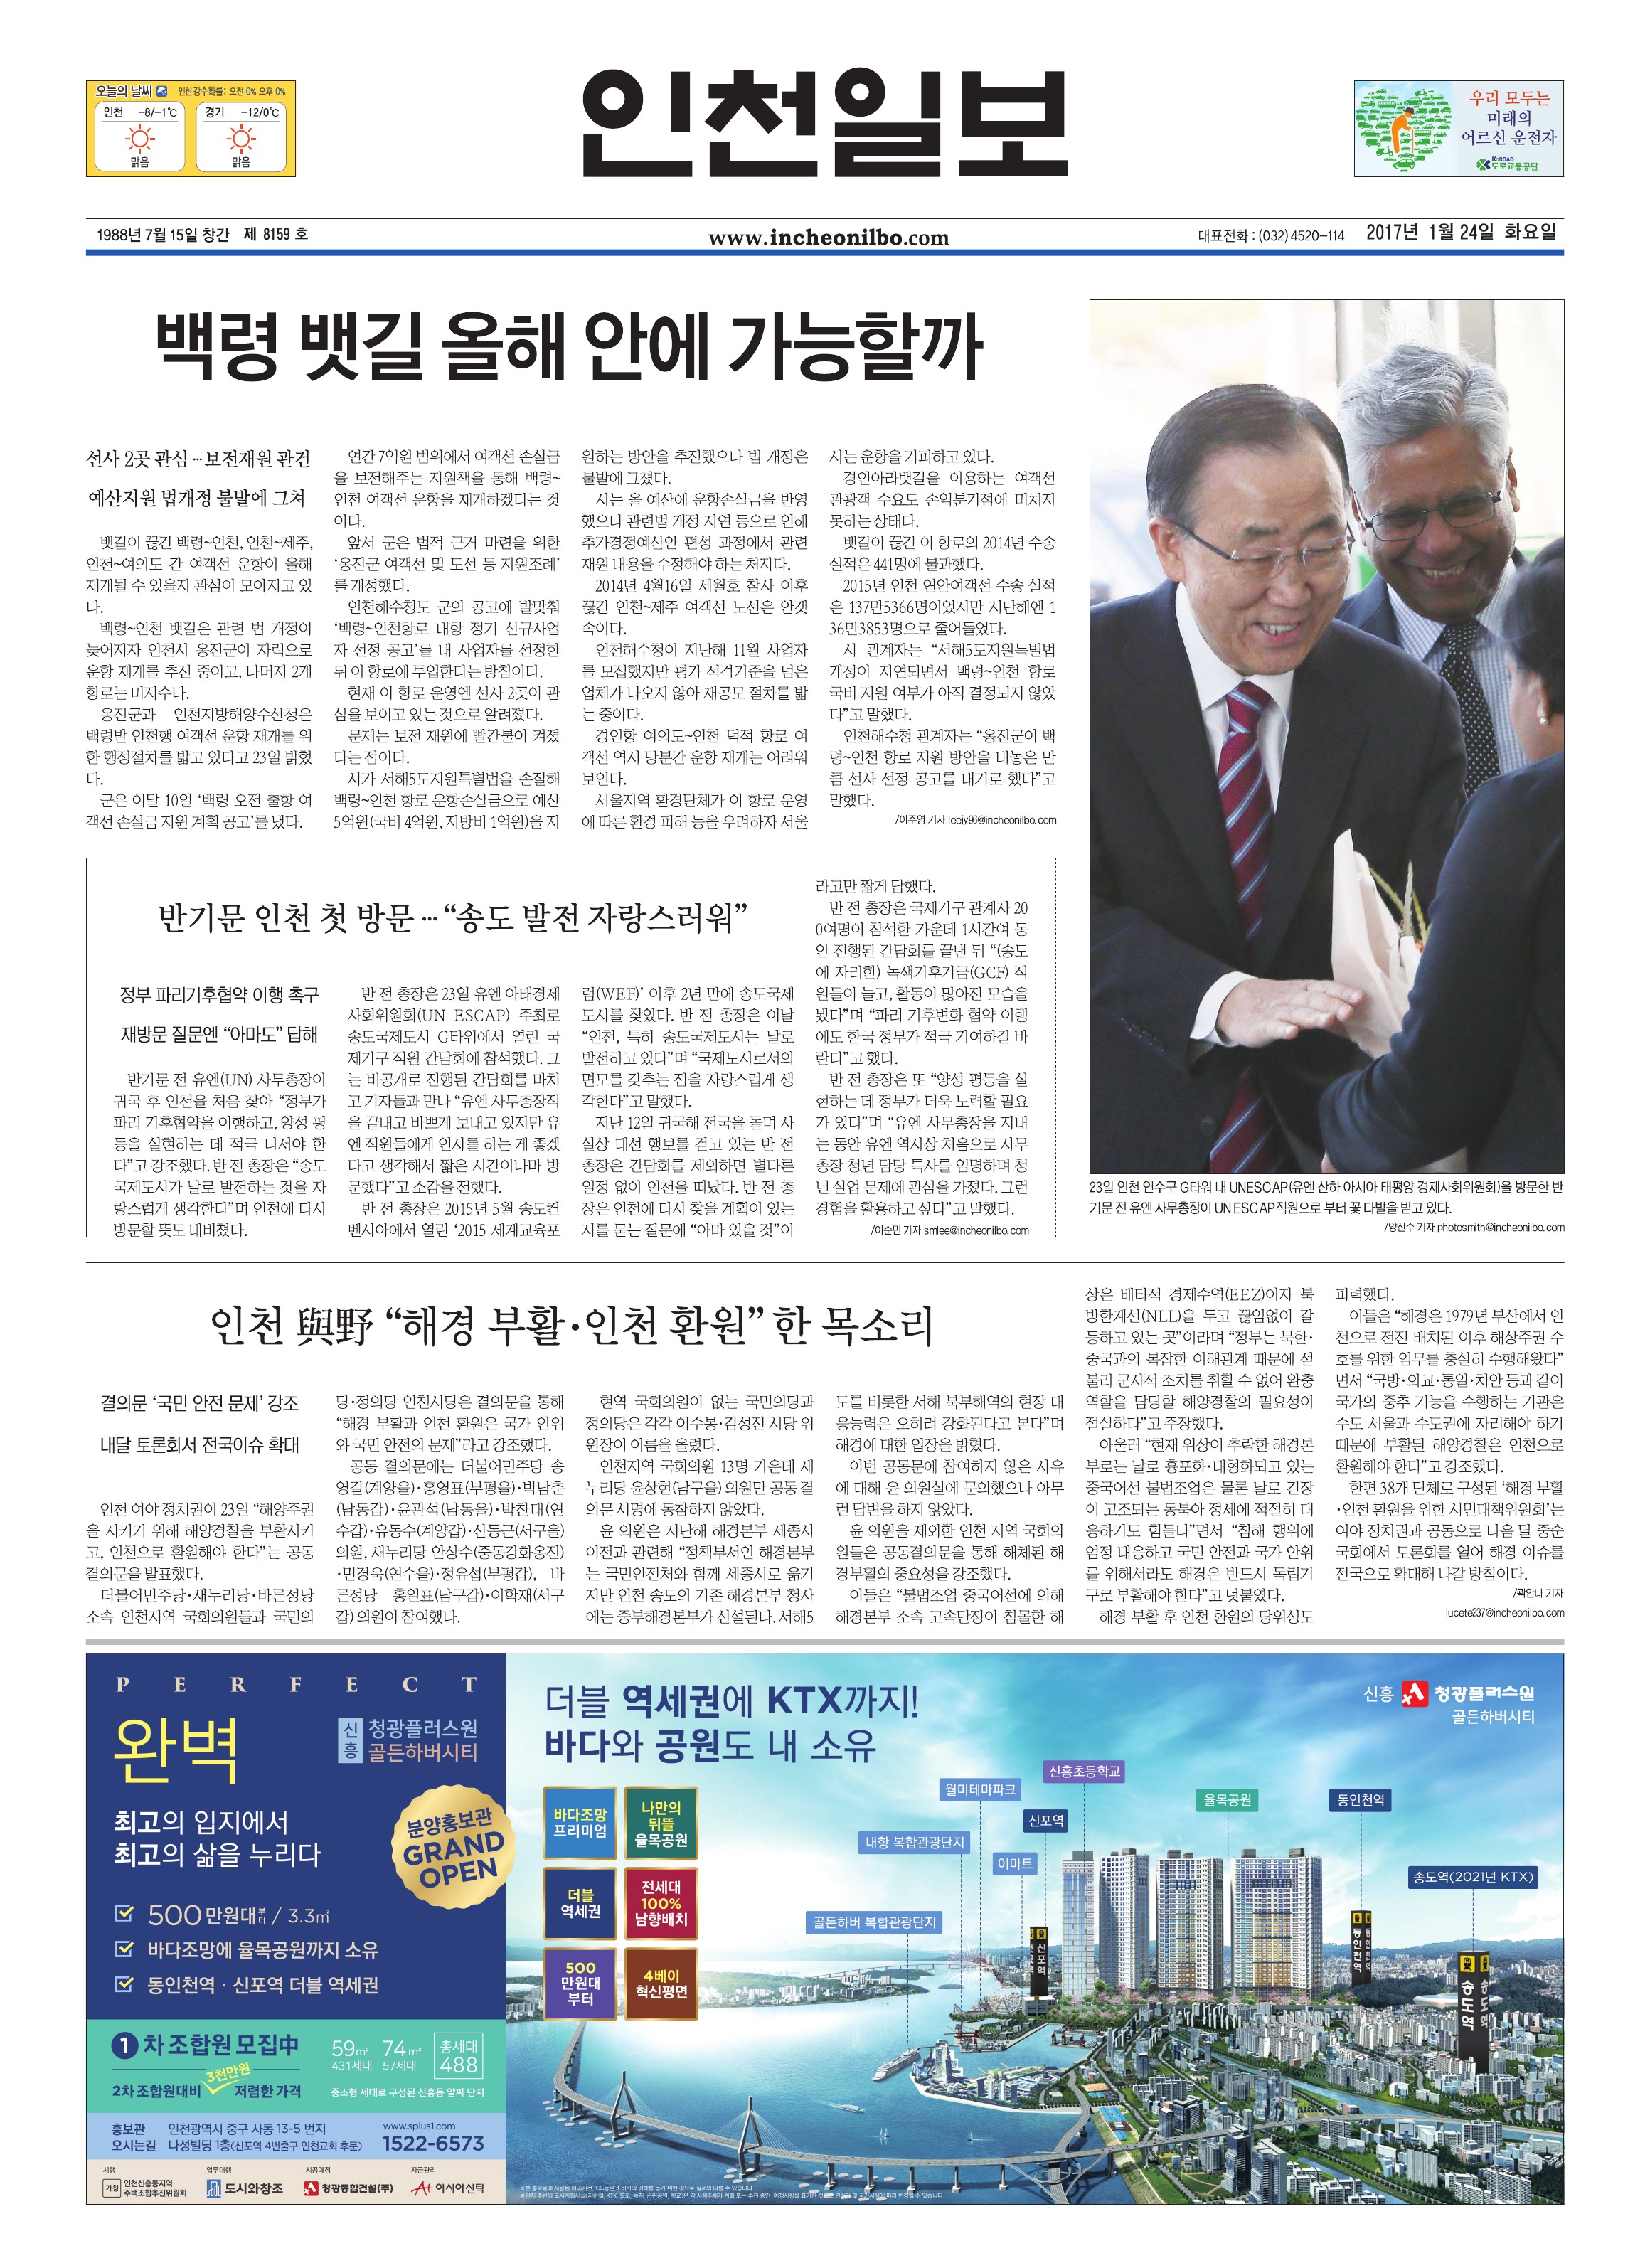 오늘의 날씨 인천강수확률: 오전 0% 오후 0%
인천 -8/-1℃
맑음
경기 -12/0℃
맑음
인천일보
우리 모두는
미래의
어르신 운전자
KoROAD
도로교통공단
1988년 7월 15일 창간 제 8159 호
www.incheonilbo.com
대표전화 : (032) 4520-114 2017년 1월 24일 화요일
백령 뱃길 올해 안에 가능할까
선사 2곳 관심 … 보전재원 관건
예산지원 법개정 불발에 그쳐
뱃길이 끊긴 백령~인천, 인천~제주,
인천~여의도 간 여객선 운항이 올해
재개될 수 있을지 관심이 모아지고 있
다.
백령~인천 뱃길은 관련 법 개정이
늦어지자 인천시 옹진군이 자력으로
운항 재개를 추진 중이고, 나머지 2개
항로는 미지수다.
옹진군과 인천지방해양수산청은
백령발 인천행 여객선 운항 재개를 위
한 행정절차를 밟고 있다고 23일 밝혔
다.
군은 이달 10일 ‘백령 오전 출항 여
객선 손실금 지원 계획 공고’를 냈다.
연간 7억원 범위에서 여객선 손실금
을 보전해주는 지원책을 통해 백령~
인천 여객선 운항을 재개하겠다는 것
이다.
앞서 군은 법적 근거 마련을 위한
‘옹진군 여객선 및 도선 등 지원조례’
를 개정했다.
인천해수청도 군의 공고에 발맞춰
‘백령~인천항로 내항 정기 신규사업
자 선정 공고’를 내 사업자를 선정한
뒤 이 항로에 투입한다는 방침이다.
현재 이 항로 운영엔 선사 2곳이 관
심을 보이고 있는 것으로 알려졌다.
문제는 보전 재원에 빨간불이 켜졌
다는 점이다.
시가 서해5도지원특별법을 손질해
백령~인천 항로 운항손실금으로 예산
5억원(국비 4억원, 지방비 1억원)을 지
원하는 방안을 추진했으나 법 개정은
불발에 그쳤다.
시는 올 예산에 운항손실금을 반영
했으나 관련법 개정 지연 등으로 인해
추가경정예산안 편성 과정에서 관련
재원 내용을 수정해야 하는 처지다.
2014년 4월16일 세월호 참사 이후
끊긴 인천~제주 여객선 노선은 안갯
속이다.
인천해수청이 지난해 11월 사업자
를 모집했지만 평가 적격기준을 넘은
업체가 나오지 않아 재공모 절차를 밟
는 중이다.
경인항 여의도~인천 덕적 항로 여
객선 역시 당분간 운항 재개는 어려워
보인다.
서울지역 환경단체가 이 항로 운영
에 따른 환경 피해 등을 우려하자 서울
시는 운항을 기피하고 있다.
경인아라뱃길을 이용하는 여객선
관광객 수요도 손익분기점에 미치지
못하는 상태다.
뱃길이 끊긴 이 항로의 2014년 수송
실적은 441명에 불과했다.
2015년 인천 연안여객선 수송 실적
은 137만5366명이었지만 지난해엔 1
36만3853명으로 줄어들었다.
시 관계자는 “서해5도지원특별법
개정이 지연되면서 백령~인천 항로
국비 지원 여부가 아직 결정되지 않았
다”고 말했다.
인천해수청 관계자는 “옹진군이 백
령~인천 항로 지원 방안을 내놓은 만
큼 선사 선정 공고를 내기로 했다”고
말했다.
/이주영 기자 leejy96@incheonilbo.com
23일 인천 연수구 G타워 내 UNESCAP(유엔 산하 아시아 태평양 경제사회위원회)을 방문한 반
기문 전 유엔 사무총장이 UNESCAP직원으로 부터 꽃 다발을 받고 있다.
/양진수 기자 photosmith@incheonilbo.com
반기문 인천 첫 방문 … “송도 발전 자랑스러워”
정부 파리기후협약 이행 촉구
재방문 질문엔 “아마도” 답해
반기문 전 유엔(UN) 사무총장이
귀국 후 인천을 처음 찾아 “정부가
파리 기후협약을 이행하고, 양성 평
등을 실현하는 데 적극 나서야 한
다”고 강조했다. 반 전 총장은 “송도
국제도시가 날로 발전하는 것을 자
랑스럽게 생각한다”며 인천에 다시
방문할 뜻도 내비쳤다.
반 전 총장은 23일 유엔 아태경제
사회위원회(UN ESCAP) 주최로
송도국제도시 G타워에서 열린 국
제기구 직원 간담회에 참석했다. 그
는 비공개로 진행된 간담회를 마치
고 기자들과 만나 “유엔 사무총장직
을 끝내고 바쁘게 보내고 있지만 유
엔 직원들에게 인사를 하는 게 좋겠
다고 생각해서 짧은 시간이나마 방
문했다”고 소감을 전했다.
반 전 총장은 2015년 5월 송도컨
벤시아에서 열린 ‘2015 세계교육포
럼(WEF)’ 이후 2년 만에 송도국제
도시를 찾았다. 반 전 총장은 이날
“인천, 특히 송도국제도시는 날로
발전하고 있다”며 “국제도시로서의
면모를 갖추는 점을 자랑스럽게 생
각한다”고 말했다.
지난 12일 귀국해 전국을 돌며 사
실상 대선 행보를 걷고 있는 반 전
총장은 간담회를 제외하면 별다른
일정 없이 인천을 떠났다. 반 전 총
장은 인천에 다시 찾을 계획이 있는
지를 묻는 질문에 “아마 있을 것”이
라고만 짧게 답했다.
반 전 총장은 국제기구 관계자 20
0여명이 참석한 가운데 1시간여 동
안 진행된 간담회를 끝낸 뒤 “(송도
에 자리한) 녹색기후기금(GCF) 직
원들이 늘고, 활동이 많아진 모습을
봤다”며 “파리 기후변화 협약 이행
에도 한국 정부가 적극 기여하길 바
란다”고 했다.
반 전 총장은 또 “양성 평등을 실
현하는 데 정부가 더욱 노력할 필요
가 있다”며 “유엔 사무총장을 지내
는 동안 유엔 역사상 처음으로 사무
총장 청년 담당 특사를 임명하며 청
년 실업 문제에 관심을 가졌다. 그런
경험을 활용하고 싶다”고 말했다.
/이순민 기자 smlee@incheonilbo.com
인천 與野 “해경 부활·인천 환원” 한 목소리
결의문 ‘국민 안전 문제’ 강조
내달 토론회서 전국이슈 확대
인천 여야 정치권이 23일 “해양주권
을 지키기 위해 해양경찰을 부활시키
고, 인천으로 환원해야 한다”는 공동
결의문을 발표했다.
더불어민주당·새누리당·바른정당
소속 인천지역 국회의원들과 국민의
당·정의당 인천시당은 결의문을 통해
“해경 부활과 인천 환원은 국가 안위
와 국민 안전의 문제”라고 강조했다.
공동 결의문에는 더불어민주당 송
영길(계양을)·홍영표(부평을)·박남춘
(남동갑)·윤관석(남동을)·박찬대(연
수갑)·유동수(계양갑)·신동근(서구을)
의원, 새누리당 안상수(중동강화옹진)
·민경욱(연수을)·정유섭(부평갑), 바
른정당 홍일표(남구갑)·이학재(서구
갑) 의원이 참여했다.
현역 국회의원이 없는 국민의당과
정의당은 각각 이수봉·김성진 시당 위
원장이 이름을 올렸다.
인천지역 국회의원 13명 가운데 새
누리당 윤상현(남구을) 의원만 공동 결
의문 서명에 동참하지 않았다.
윤 의원은 지난해 해경본부 세종시
이전과 관련해 “정책부서인 해경본부
는 국민안전처와 함께 세종시로 옮기
지만 인천 송도의 기존 해경본부 청사
에는 중부해경본부가 신설된다. 서해5
도를 비롯한 서해 북부해역의 현장 대
응능력은 오히려 강화된다고 본다”며
해경에 대한 입장을 밝혔다.
이번 공동문에 참여하지 않은 사유
에 대해 윤 의원실에 문의했으나 아무
런 답변을 하지 않았다.
윤 의원을 제외한 인천 지역 국회의
원들은 공동결의문을 통해 해체된 해
경부활의 중요성을 강조했다.
이들은 “불법조업 중국어선에 의해
해경본부 소속 고속단정이 침몰한 해
상은 배타적 경제수역(EEZ)이자 북
방한계선(NLL)을 두고 끊임없이 갈
등하고 있는 곳”이라며 “정부는 북한·
중국과의 복잡한 이해관계 때문에 섣
불리 군사적 조치를 취할 수 없어 완충
역할을 담당할 해양경찰의 필요성이
절실하다”고 주장했다.
아울러 “현재 위상이 추락한 해경본
부로는 날로 흉포화·대형화되고 있는
중국어선 불법조업은 물론 날로 긴장
이 고조되는 동북아 정세에 적절히 대
응하기도 힘들다”면서 “침해 행위에
엄정 대응하고 국민 안전과 국가 안위
를 위해서라도 해경은 반드시 독립기
구로 부활해야 한다”고 덧붙였다.
해경 부활 후 인천 환원의 당위성도
피력했다.
이들은 “해경은 1979년 부산에서 인
천으로 전진 배치된 이후 해상주권 수
호를 위한 임무를 충실히 수행해왔다”
면서 “국방·외교·통일·치안 등과 같이
국가의 중추 기능을 수행하는 기관은
수도 서울과 수도권에 자리해야 하기
때문에 부활된 해양경찰은 인천으로
환원해야 한다”고 강조했다.
한편 38개 단체로 구성된 ‘해경 부활
·인천 환원을 위한 시민대책위원회’는
여야 정치권과 공동으로 다음 달 중순
국회에서 토론회를 열어 해경 이슈를
전국으로 확대해 나갈 방침이다.
/곽안나 기자
lucete237@incheonilbo.com
PERFECT
완벽
신흥 청광플러스원
골든하버시티
최고의 입지에서
최고의 삶을 누리다
분양홍보관
GRAND
OPEN
500만원대부터 / 3.3㎡
바다조망에 율목공원까지 소유
동인천역 · 신포역 더블 역세권
1차 조합원 모집中
2차 조합원대비 3천만원 저렴한 가격
59㎡ 74㎡
431세대 57세대
총세대
488
중소형 세대로 구성된 신흥동 알짜 단지
홍보관
오시는길
인천광역시 중구 사동 13-5 번지
나성빌딩 1층(신포역 4번출구 인천교회 후문)
www.splus1.com
1522-6573
시행
가칭 인천신흥동지역
주택조합추진위원회
업무대행
도시와창조
시공예정
청광종합건설(주)
자금관리
아시아신탁
더블 역세권에 KTX까지!
바다와 공원도 내 소유
신흥 청광플러스원
골든하버시티
바다조망
프리미엄
나만의
뒤뜰
율목공원
더블
역세권
전세대
100%
남향배치
500
만원대
부터
4베이
혁신평면
신흥초등학교
월미테마파크
율목공원
동인천역
신포역
내항 복합관광단지
이마트
송도역(2021년 KTX)
골든하버 복합관광단지
신포역
동인천역
송도역